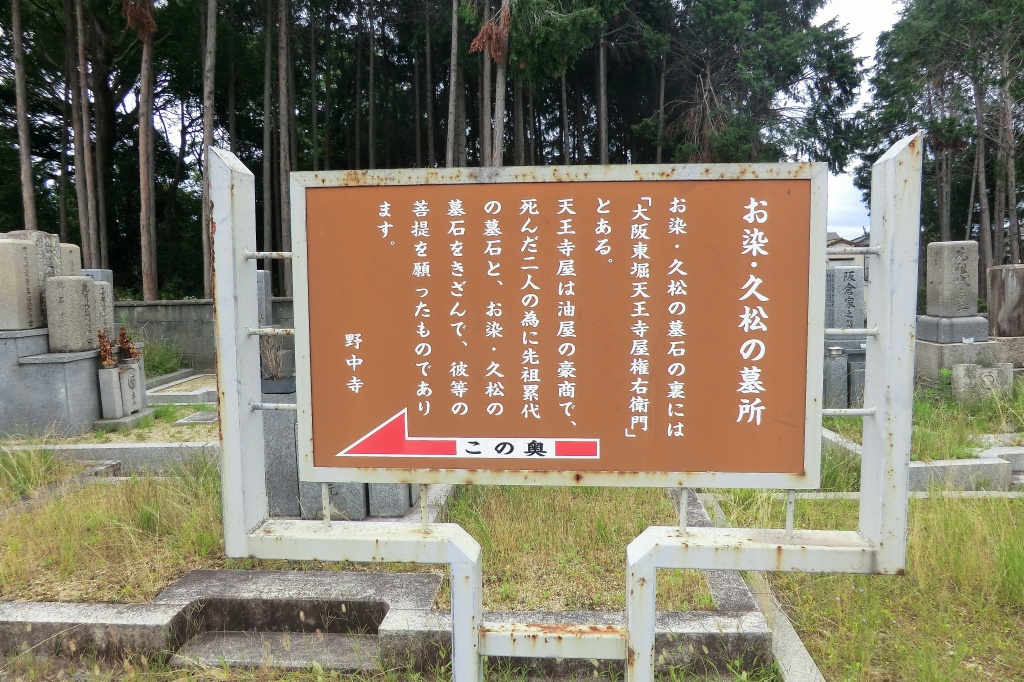 お染・久松の墓所
お染・久松の墓石の裏には
「大阪東堀天王寺屋権右衛門」
とある。
天王寺屋は油屋の豪商で、
死んだ二人の為に先祖累代
の墓石と、お染・久松の
墓石をきざんで、彼等の
菩提を願ったものであり
ます。
野中寺
この奥